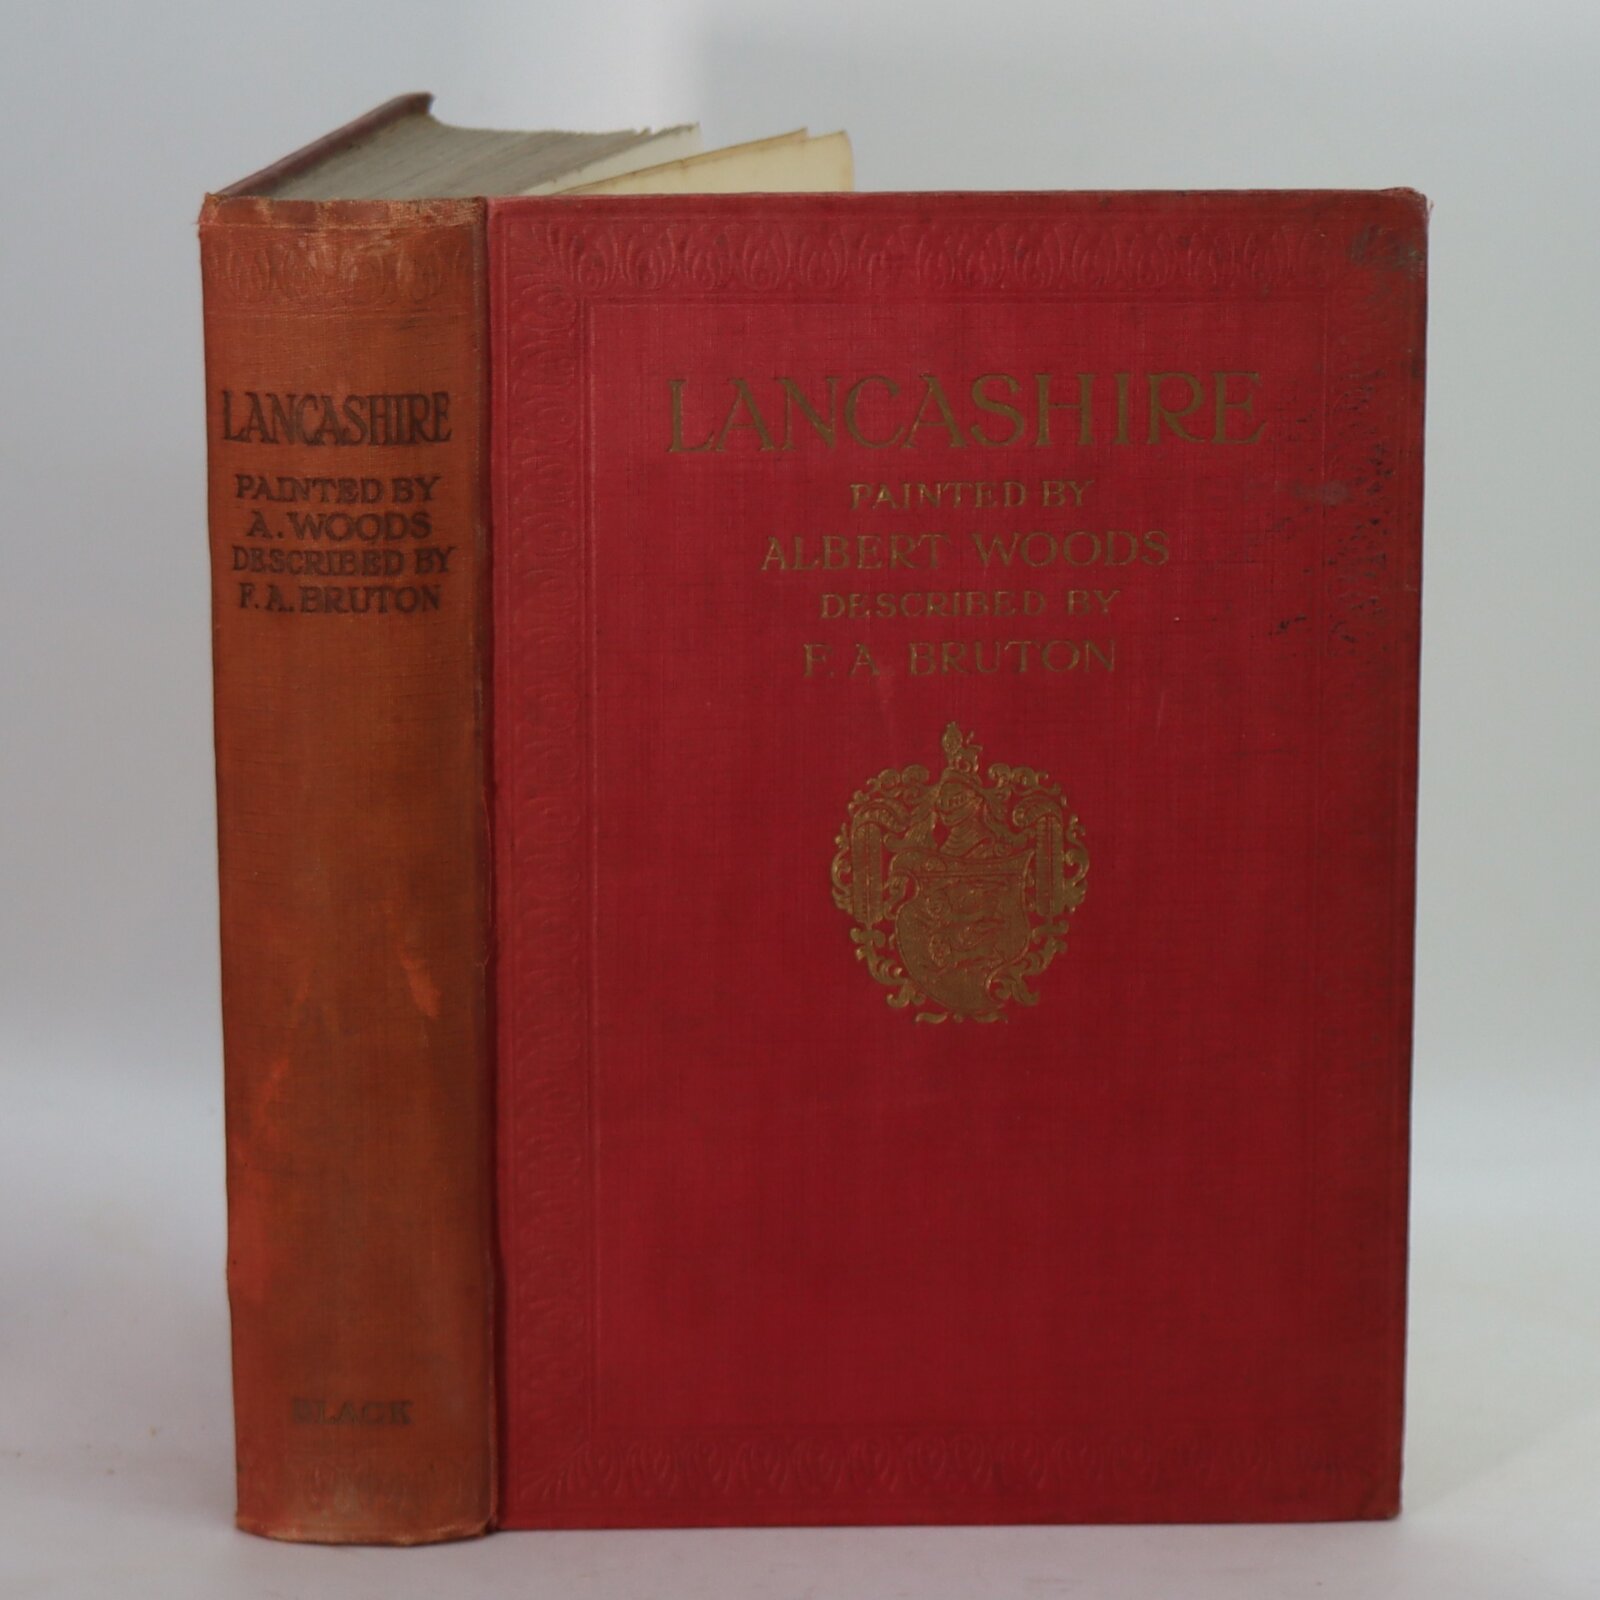 LANCASHIRE
PAINTED BY
A. WOODS
DESCRIBED BY
F. A. BRUTON
BLACK
LANCASHIRE
PAINTED BY
ALBERT WOODS
DESCRIBED BY
F. A. BRUTON